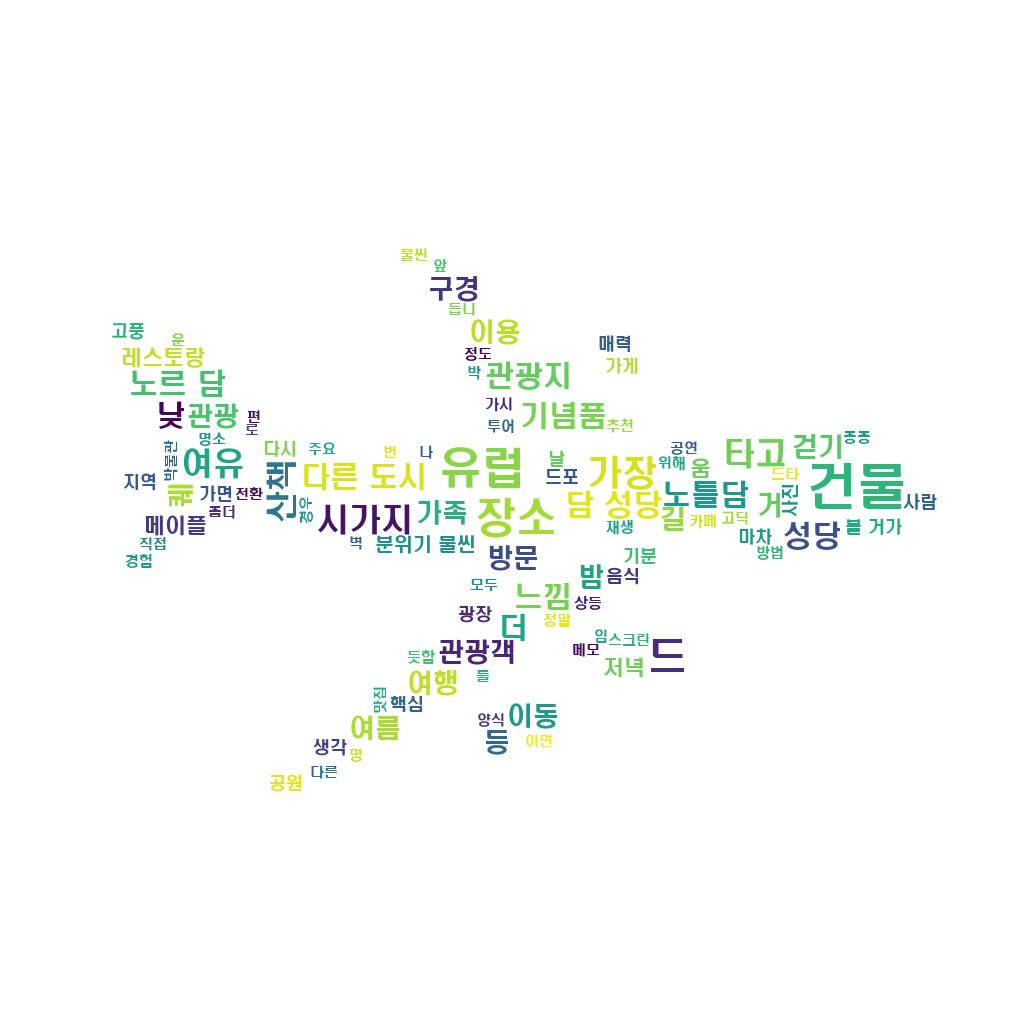 물씬
앞
구경
듭니
고풍
운
이용
매력
레스토랑
정도
가게
노르 담
박
관광지
낮
관광
편
가시
기념품
추천
로
투어
명소
다시
주요
번
나
유럽
날
공연
타고
걷기
종종
박물관
여유
산책
다른 도시
드포
가장
위해
움
드타
건물
지역
퀘
가면
전환
좀더
경우
시가지
가족
장소
담 성당
노틀담
거
사진
사람
메이플
재생
길
카페
고딕
성당
볼 거가
직접
벽
분위기 물씬
마차
방법
경험
방문
기분
모두
느낌
밤
음식
상등
광장
더
정말
임
스크린
드
관광객
메모
듯함
저녁
여행
틀
맛집
핵심
양식
이동
여름
등
이면
생각
명
다른
공원